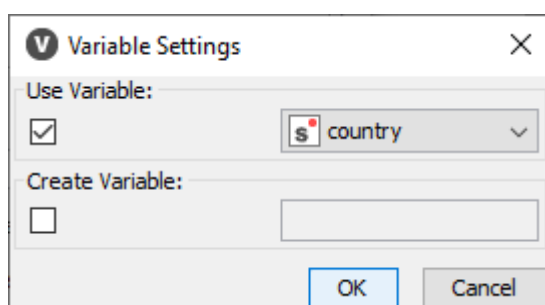 V Variable Settings
Use Variable:
s country
Create Variable:
OK Cancel